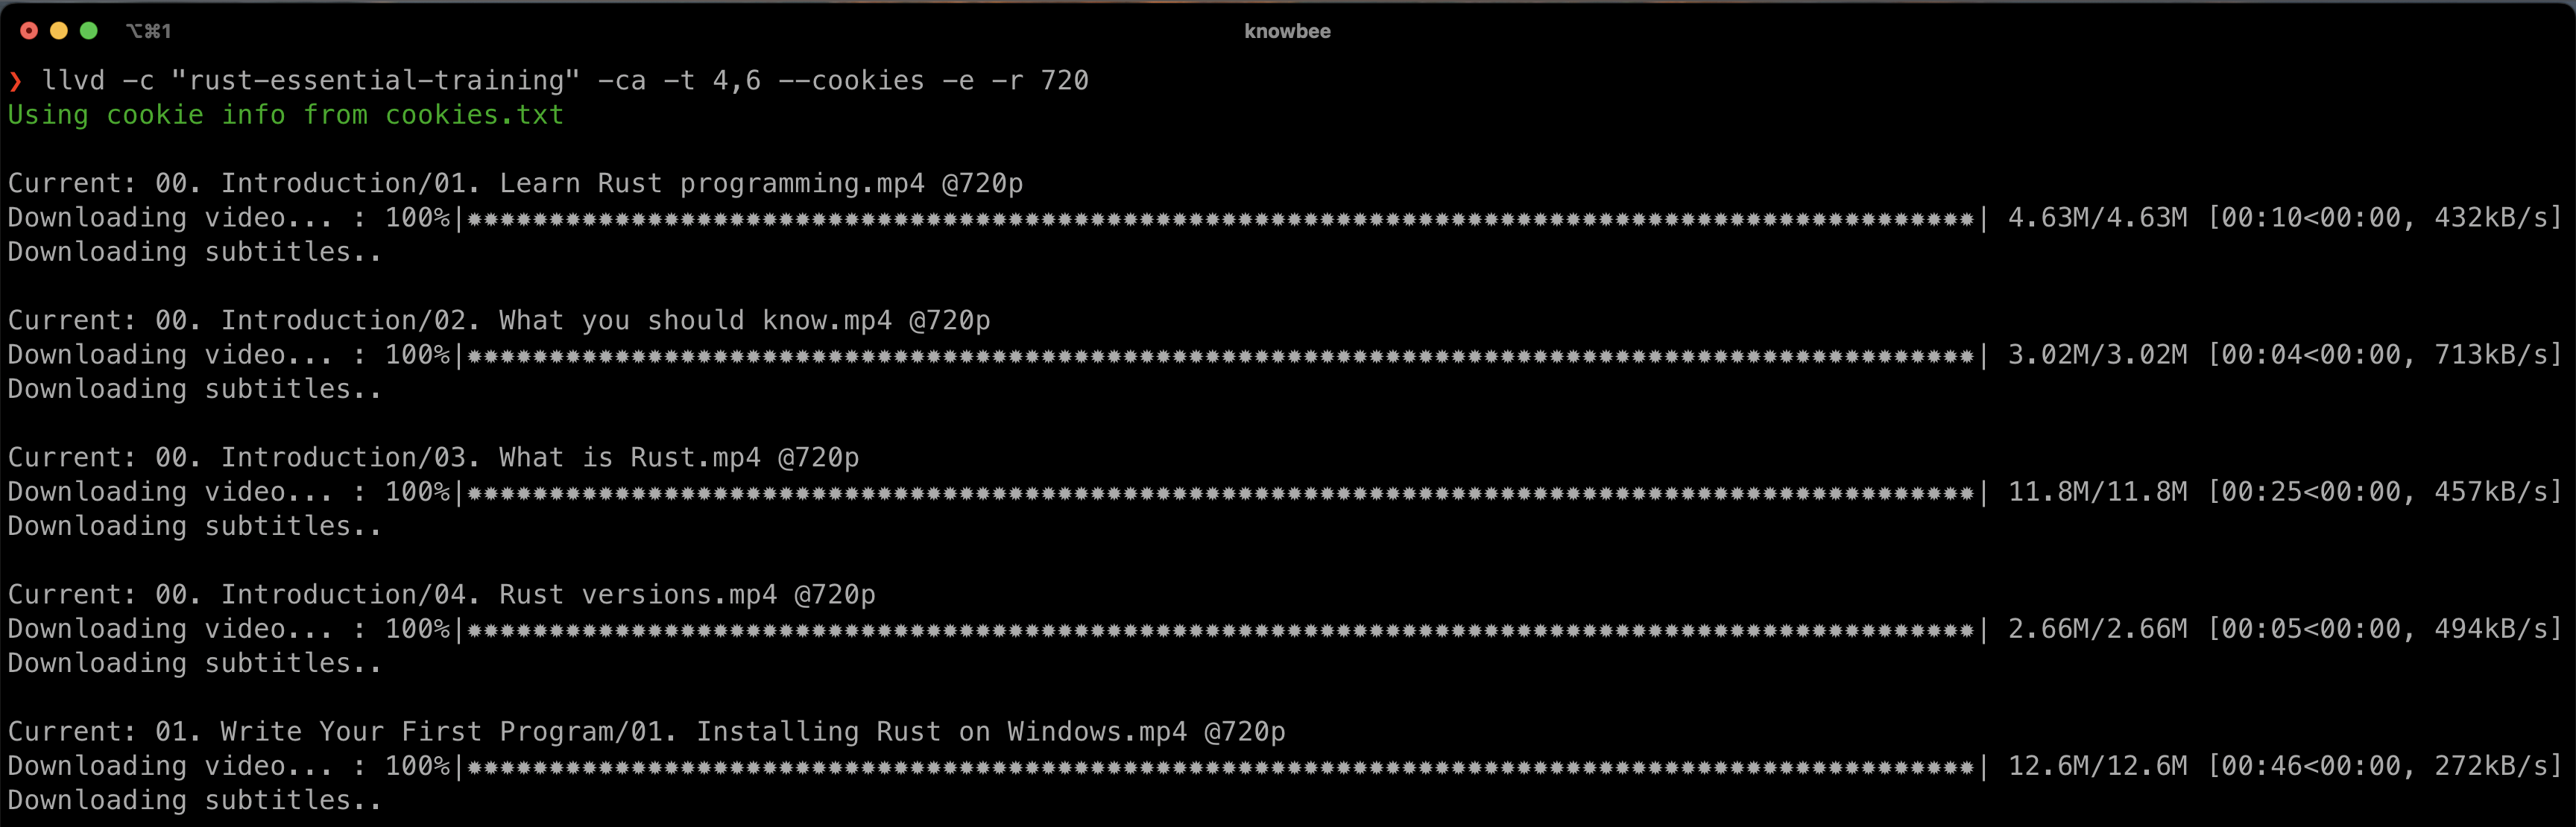 ⌥⌘1 knowbee
❯ llvd -c "rust-essential-training" -ca -t 4,6 --cookies -e -r 720
Using cookie info from cookies.txt
Current: 00. Introduction/01. Learn Rust programming.mp4 @720p
Downloading video... : 100%|✹✹✹✹✹✹✹✹✹✹✹✹✹✹✹✹✹✹✹✹✹✹✹✹✹✹✹✹✹✹✹✹✹✹✹✹✹✹✹✹✹✹✹✹✹✹✹✹✹✹✹✹✹✹✹✹✹✹✹✹✹✹✹✹✹✹✹✹✹✹✹✹✹✹✹✹✹✹✹✹✹✹✹✹✹✹✹✹✹✹✹✹| 4.63M/4.63M [00:10<00:00, 432kB/s]
Downloading subtitles..
Current: 00. Introduction/02. What you should know.mp4 @720p
Downloading video... : 100%|✹✹✹✹✹✹✹✹✹✹✹✹✹✹✹✹✹✹✹✹✹✹✹✹✹✹✹✹✹✹✹✹✹✹✹✹✹✹✹✹✹✹✹✹✹✹✹✹✹✹✹✹✹✹✹✹✹✹✹✹✹✹✹✹✹✹✹✹✹✹✹✹✹✹✹✹✹✹✹✹✹✹✹✹✹✹✹✹✹✹✹✹| 3.02M/3.02M [00:04<00:00, 713kB/s]
Downloading subtitles..
Current: 00. Introduction/03. What is Rust.mp4 @720p
Downloading video... : 100%|✹✹✹✹✹✹✹✹✹✹✹✹✹✹✹✹✹✹✹✹✹✹✹✹✹✹✹✹✹✹✹✹✹✹✹✹✹✹✹✹✹✹✹✹✹✹✹✹✹✹✹✹✹✹✹✹✹✹✹✹✹✹✹✹✹✹✹✹✹✹✹✹✹✹✹✹✹✹✹✹✹✹✹✹✹✹✹✹✹✹✹✹| 11.8M/11.8M [00:25<00:00, 457kB/s]
Downloading subtitles..
Current: 00. Introduction/04. Rust versions.mp4 @720p
Downloading video... : 100%|✹✹✹✹✹✹✹✹✹✹✹✹✹✹✹✹✹✹✹✹✹✹✹✹✹✹✹✹✹✹✹✹✹✹✹✹✹✹✹✹✹✹✹✹✹✹✹✹✹✹✹✹✹✹✹✹✹✹✹✹✹✹✹✹✹✹✹✹✹✹✹✹✹✹✹✹✹✹✹✹✹✹✹✹✹✹✹✹✹✹✹✹| 2.66M/2.66M [00:05<00:00, 494kB/s]
Downloading subtitles..
Current: 01. Write Your First Program/01. Installing Rust on Windows.mp4 @720p
Downloading video... : 100%|✹✹✹✹✹✹✹✹✹✹✹✹✹✹✹✹✹✹✹✹✹✹✹✹✹✹✹✹✹✹✹✹✹✹✹✹✹✹✹✹✹✹✹✹✹✹✹✹✹✹✹✹✹✹✹✹✹✹✹✹✹✹✹✹✹✹✹✹✹✹✹✹✹✹✹✹✹✹✹✹✹✹✹✹✹✹✹✹✹✹✹✹| 12.6M/12.6M [00:46<00:00, 272kB/s]
Downloading subtitles..